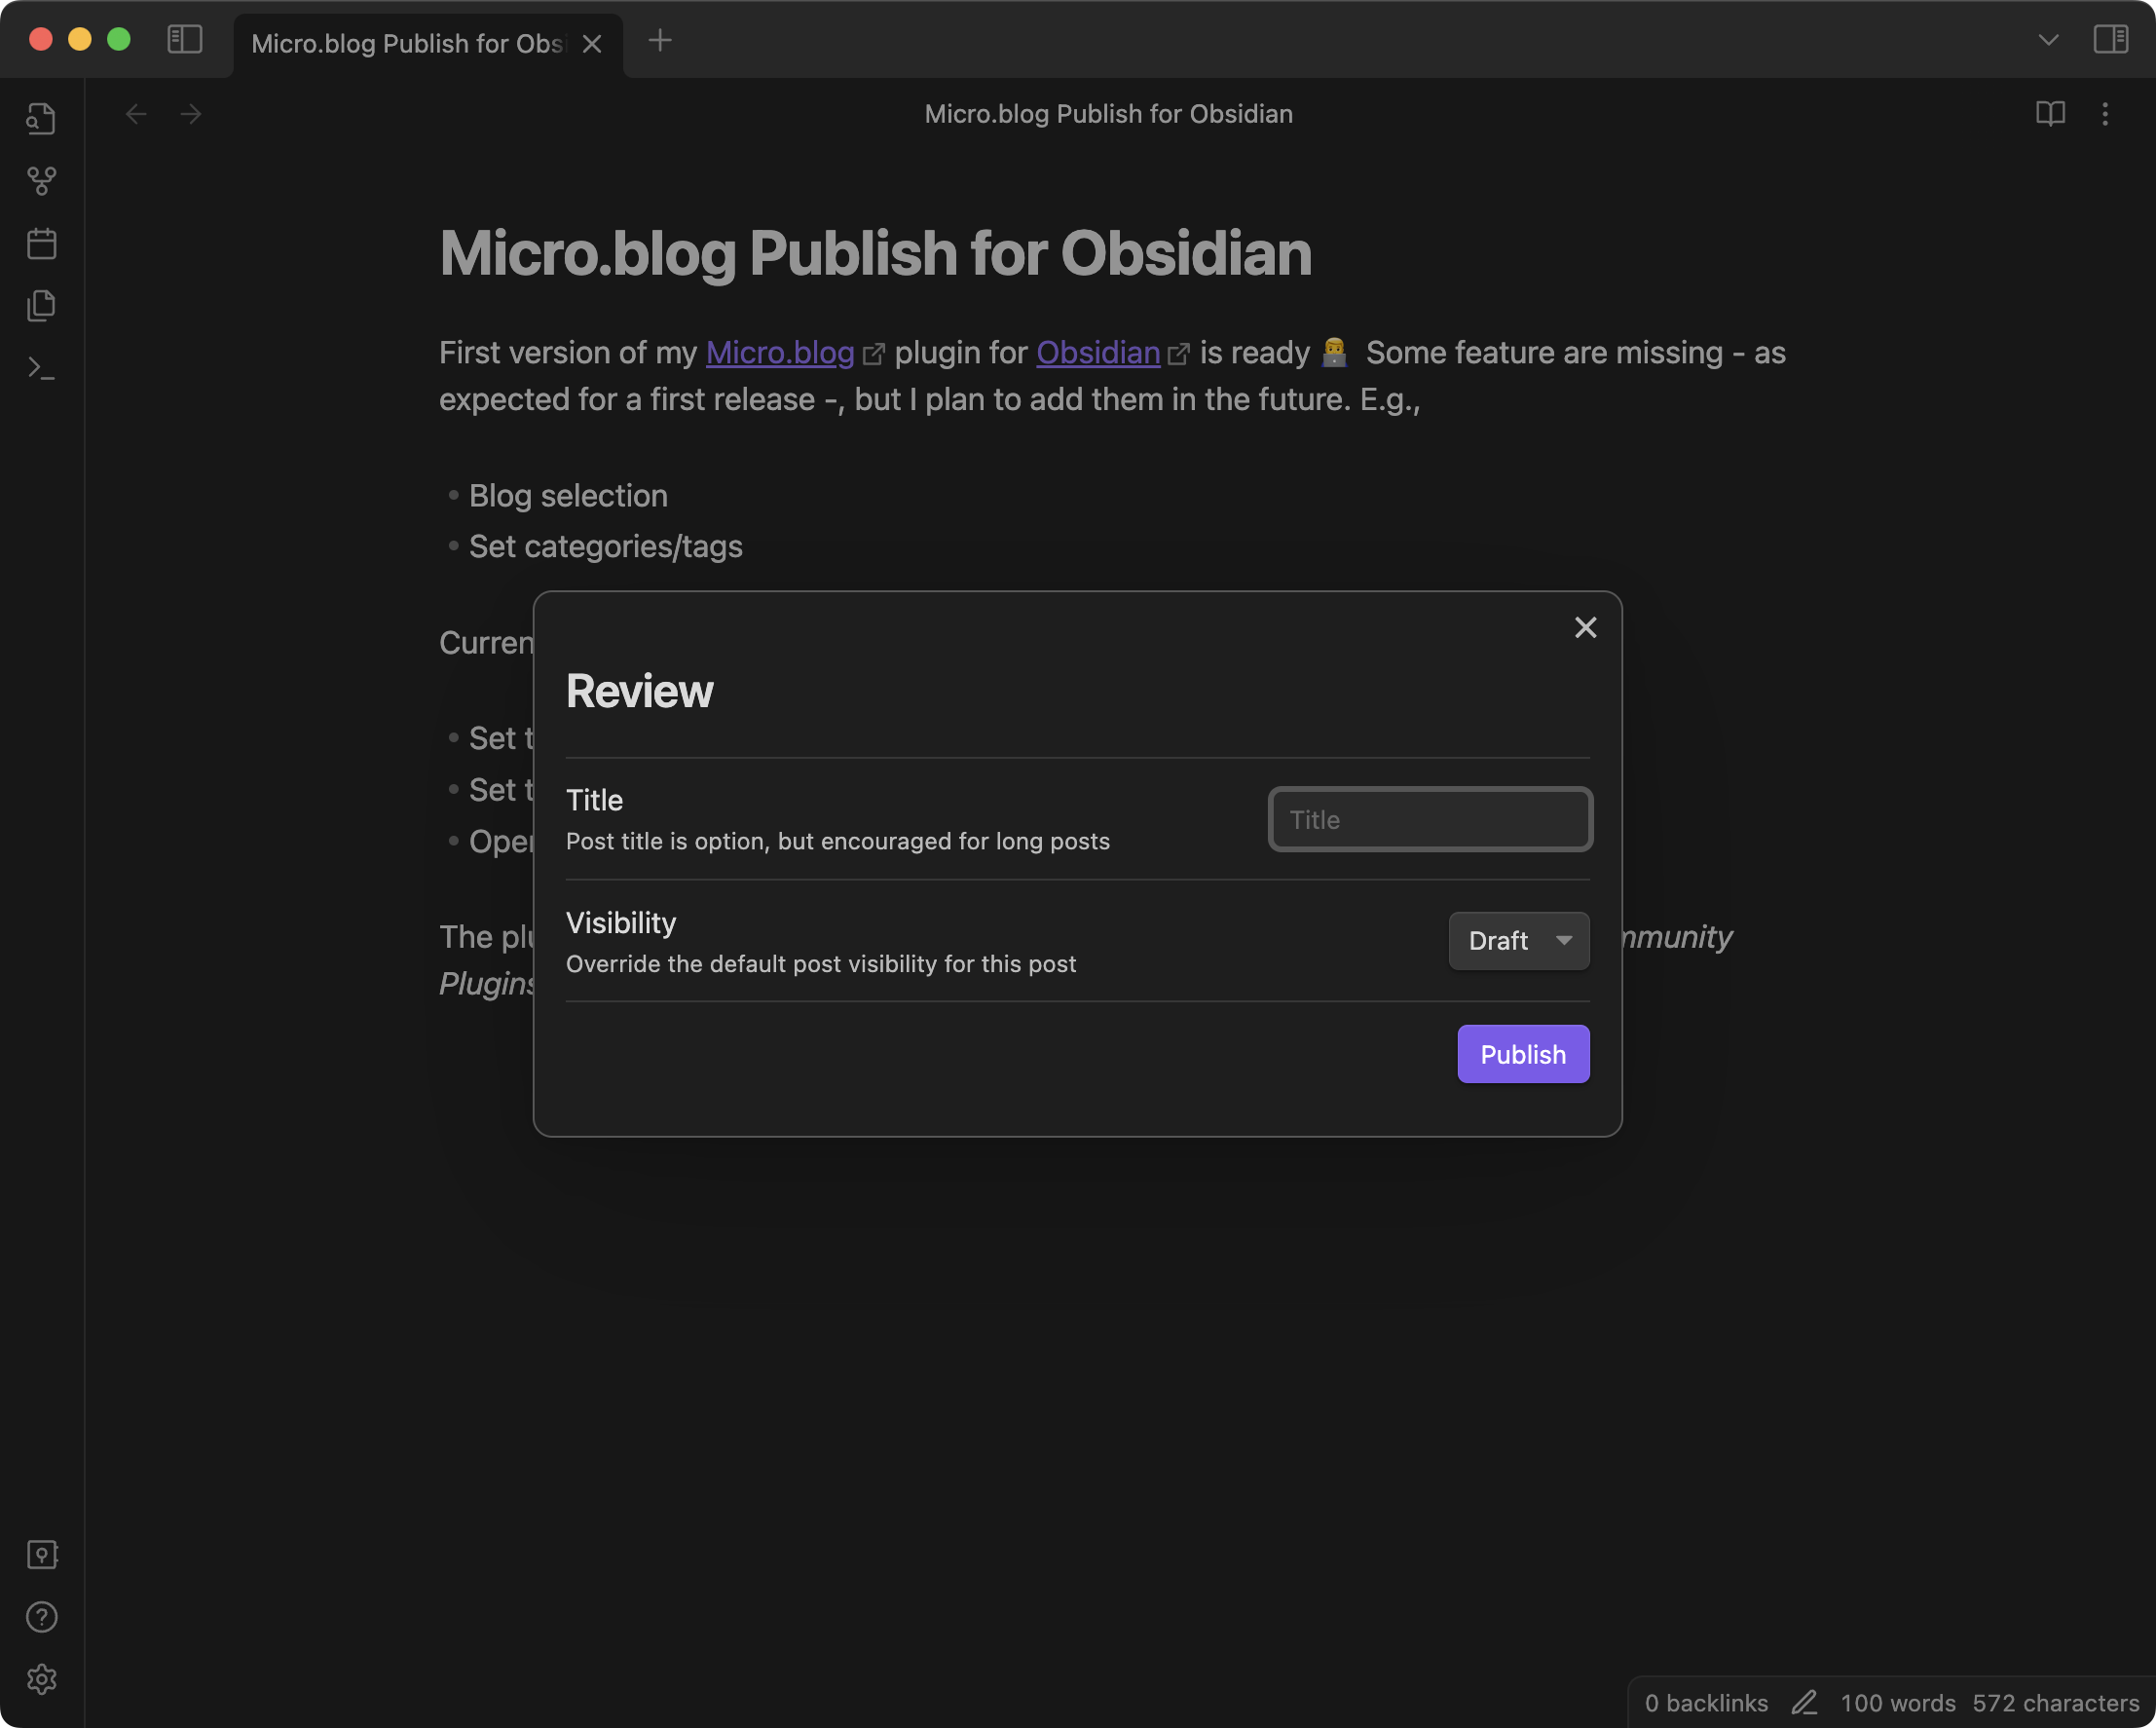 Micro.blog Publish for Obs
Micro.blog Publish for Obsidian
Micro.blog Publish for Obsidian
First version of my Micro.blog plugin for Obsidian is ready 👨‍💻 Some feature are missing - as
expected for a first release -, but I plan to add them in the future. E.g.,
Blog selection
Set categories/tags
Curren
Set t
Set t
Oper
The plu
mmunity
Plugins
Review
Title
Title
Post title is option, but encouraged for long posts
Visibility
Draft
Override the default post visibility for this post
Publish
0 backlinks 100 words 572 characters